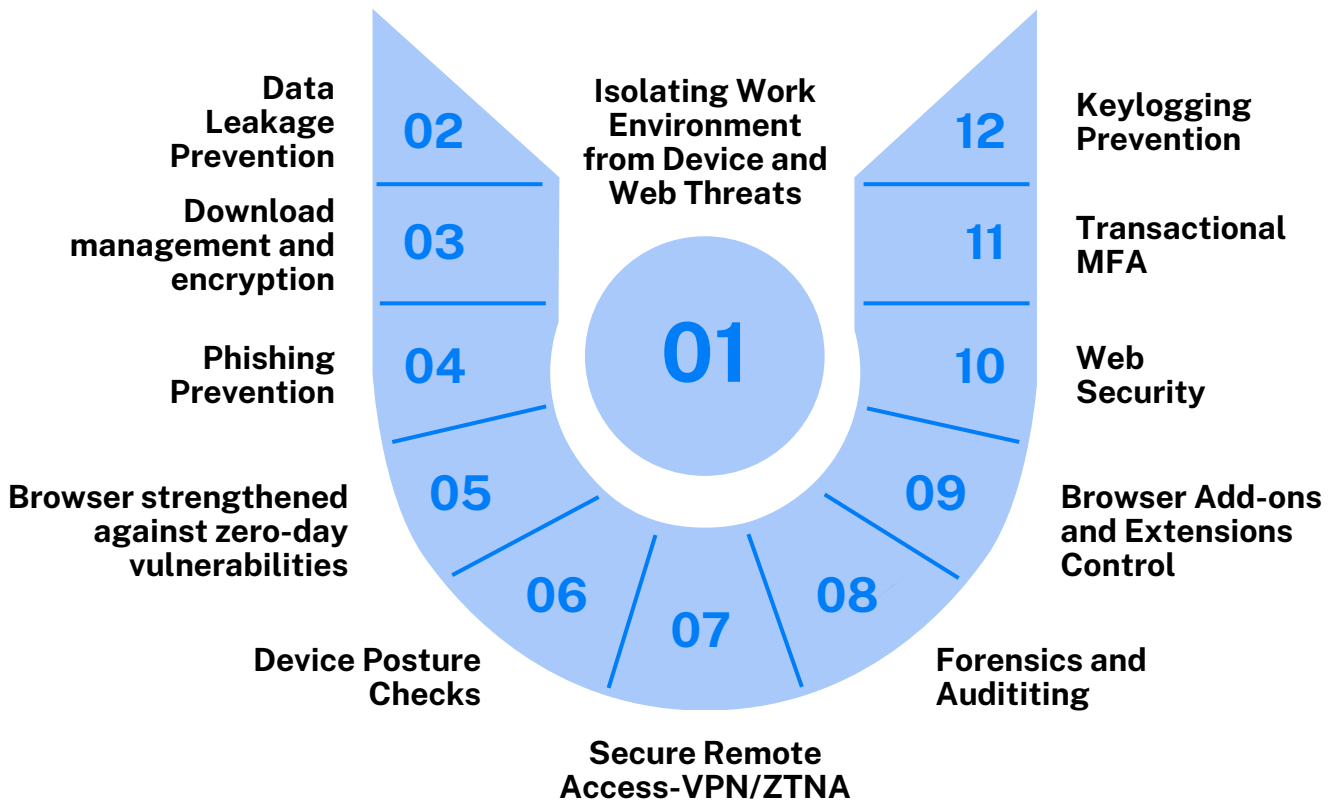 Isolating Work
Environment
from Device and
Web Threats
01
Data
Leakage
Prevention
02
Download
management and
encryption
03
Phishing
Prevention
04
Browser strengthened
against zero-day
vulnerabilities
05
Device Posture
Checks
06
07
Secure Remote
Access-VPN/ZTNA
08
Forensics and
Audititing
09
Browser Add-ons
and Extensions
Control
10
Web
Security
11
Transactional
MFA
12
Keylogging
Prevention